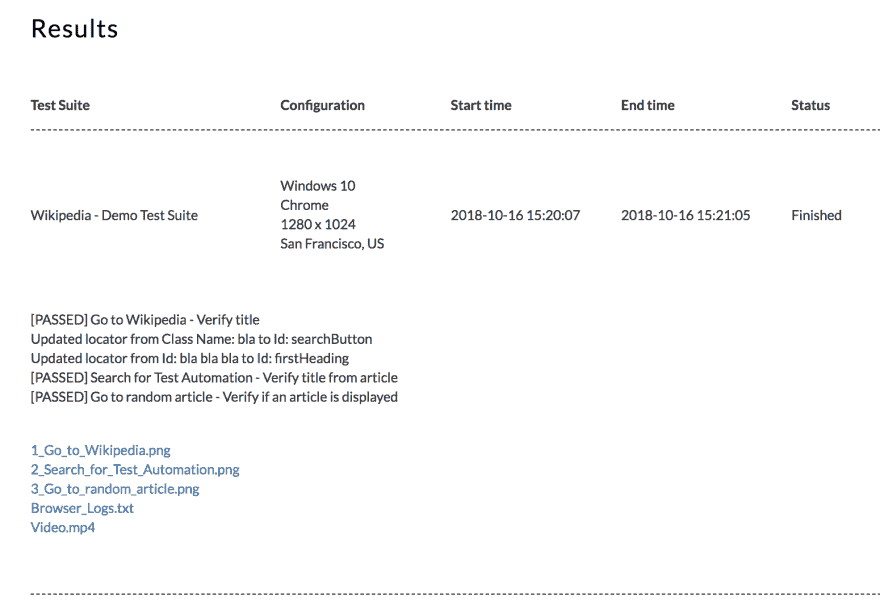 Results
Test Suite Configuration Start time End time Status
Windows 10
Chrome
1280 x 1024
San Francisco, US
Wikipedia - Demo Test Suite 2018-10-16 15:20:07 2018-10-16 15:21:05 Finished
[PASSED] Go to Wikipedia - Verify title
Updated locator from Class Name: bla to Id: searchButton
Updated locator from Id: bla bla bla to Id: firstHeading
[PASSED] Search for Test Automation - Verify title from article
[PASSED] Go to random article - Verify if an article is displayed
1_Go_to_Wikipedia.png
2_Search_for_Test_Automation.png
3_Go_to_random_article.png
Browser_Logs.txt
Video.mp4